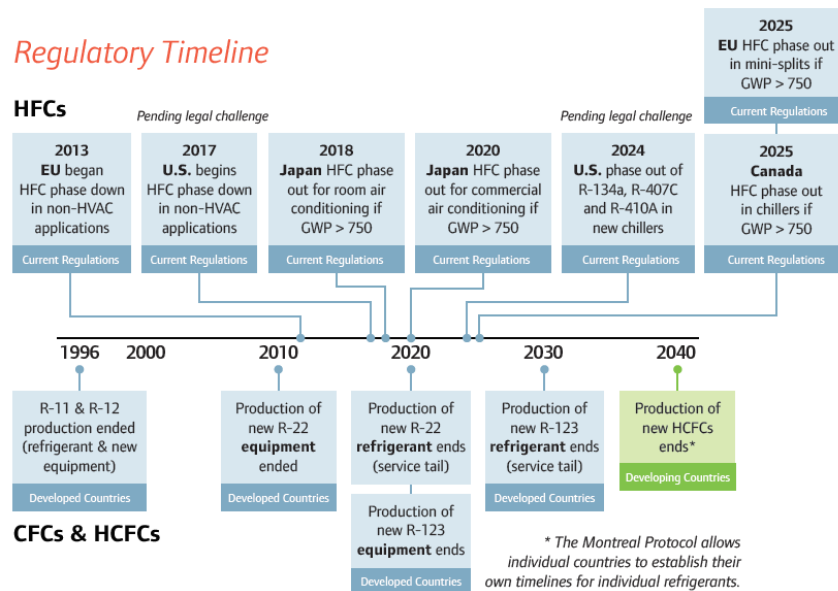 Regulatory Timeline
HFCs
Pending legal challenge
Pending legal challenge
2025
EU HFC phase out
in mini-splits if
GWP > 750
Current Regulations
2013
EU began
HFC phase down
in non-HVAC
applications
Current Regulations
2017
U.S. begins
HFC phase down
in non-HVAC
applications
Current Regulations
2018
Japan HFC phase
out for room air
conditioning if
GWP > 750
Current Regulations
2020
Japan HFC phase
out for commercial
air conditioning if
GWP > 750
Current Regulations
2024
U.S. phase out of
R-134a, R-407C
and R-410A in
new chillers
Current Regulations
2025
Canada
HFC phase out
in chillers if
GWP > 750
Current Regulations
1996 2000 2010 2020 2030 2040
R-11 & R-12
production ended
(refrigerant & new
equipment)
Developed Countries
Production of
new R-22
equipment
ended
Developed Countries
Production of
new R-22
refrigerant ends
(service tail)
Production of
new R-123
equipment ends
Developed Countries
Production of
new R-123
refrigerant ends
(service tail)
Developed Countries
Production of
new HCFCs
ends*
Developing Countries
CFCs & HCFCs
* The Montreal Protocol allows
individual countries to establish their
own timelines for individual refrigerants.